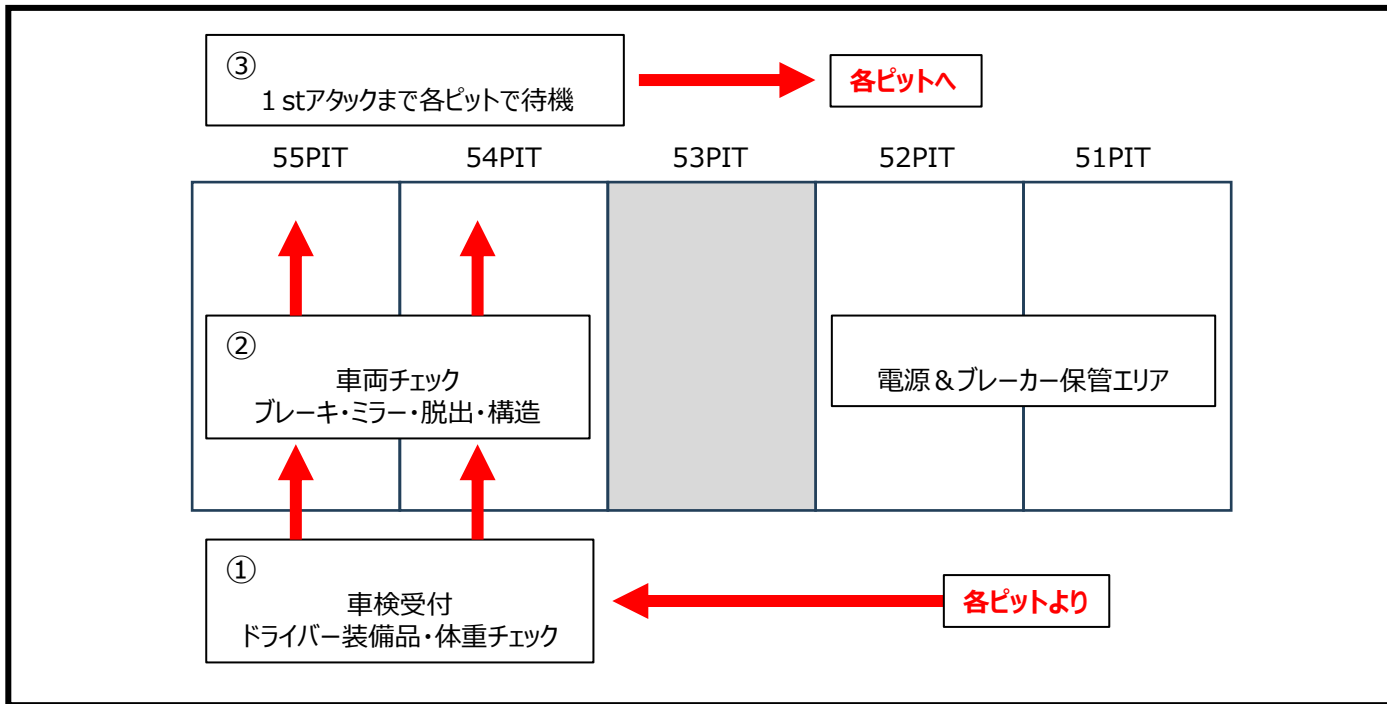 ③
１stアタックまで各ピットで待機
各ピットへ
55PIT
54PIT
53PIT
52PIT
51PIT
②
車両チェック
ブレーキ・ミラー・脱出・構造
電源＆ブレーカー保管エリア
①
車検受付
ドライバー装備品・体重チェック
各ピットより